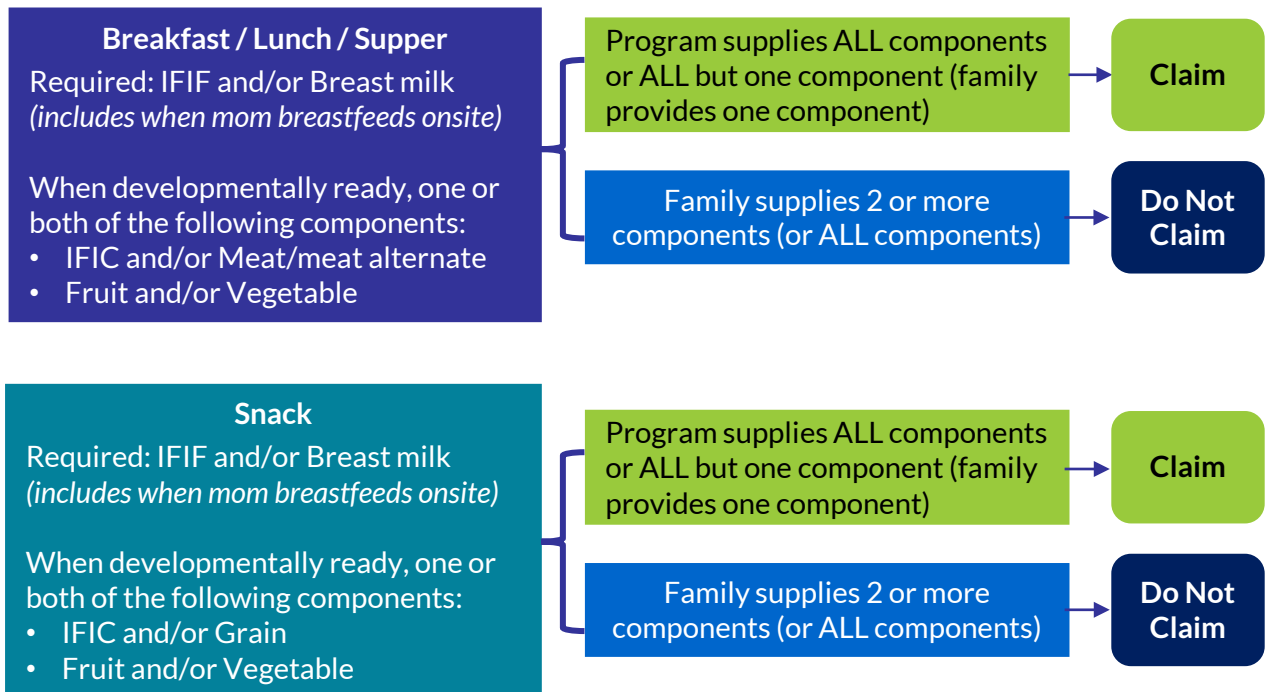 Breakfast / Lunch / Supper
Required: IFIF and/or Breast milk
(includes when mom breastfeeds onsite)
When developmentally ready, one or
both of the following components:
• IFIC and/or Meat/meat alternate
• Fruit and/or Vegetable
Program supplies ALL components
or ALL but one component (family
provides one component)
Claim
Family supplies 2 or more
components (or ALL components)
Do Not
Claim
Snack
Required: IFIF and/or Breast milk
(includes when mom breastfeeds onsite)
When developmentally ready, one or
both of the following components:
• IFIC and/or Grain
• Fruit and/or Vegetable
Program supplies ALL components
or ALL but one component (family
provides one component)
Claim
Family supplies 2 or more
components (or ALL components)
Do Not
Claim